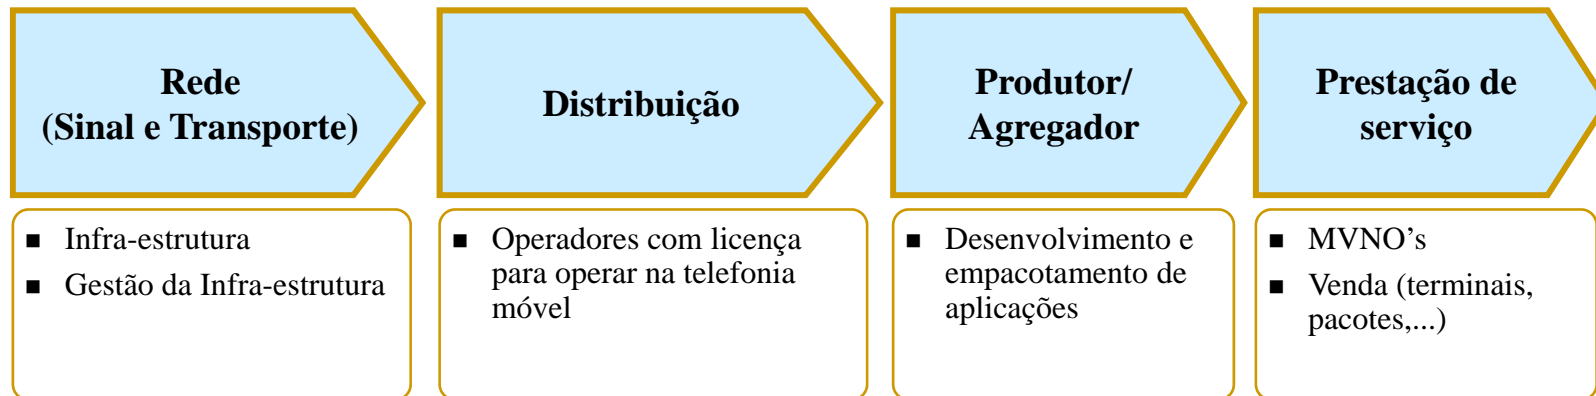 Rede
(Sinal e Transporte)
Distribuição
Produtor/
Agregador
Prestação de
serviço
■ Infra-estrutura
■ Gestão da Infra-estrutura
■ Operadores com licença
para operar na telefonia
móvel
■ Desenvolvimento e
empacotamento de
aplicações
■ MVNO's
■ Venda (terminais,
pacotes,...)